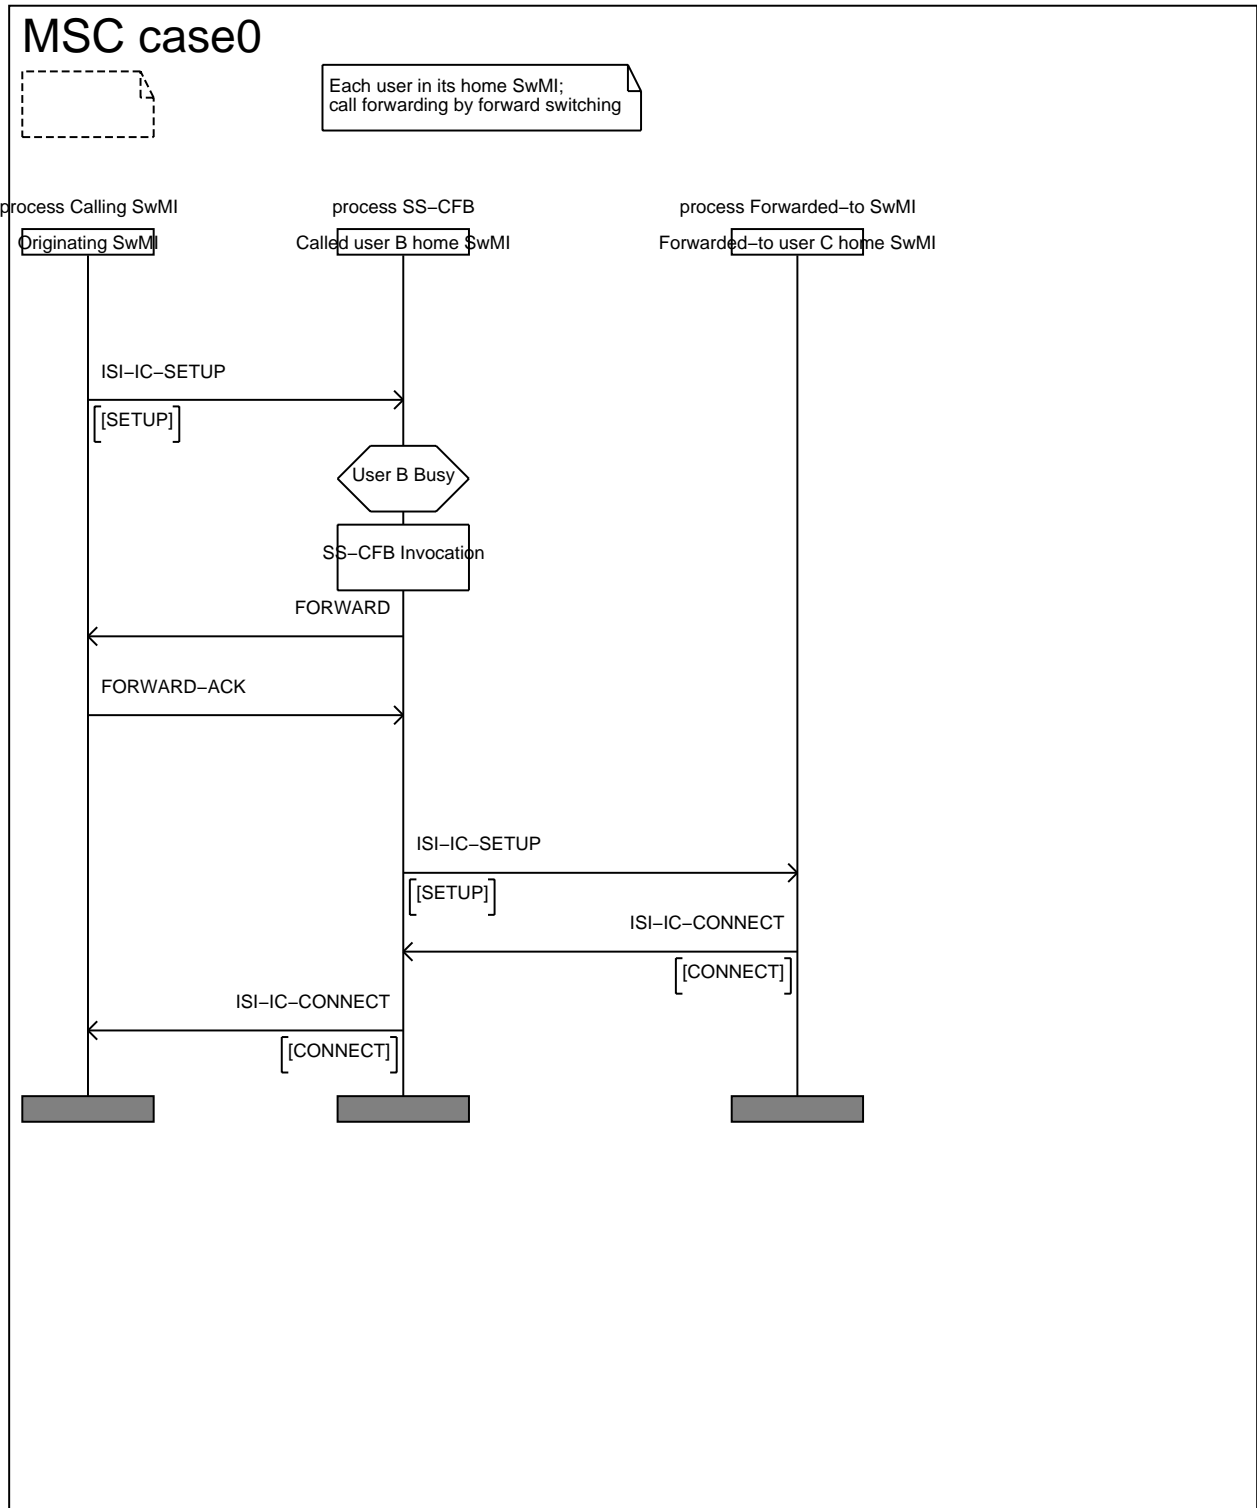 MSC case0
Each user in its home SwMI;
call forwarding by forward switching
process Calling SwMI
process SS−CFB
process Forwarded−to SwMI
Originating SwMI
Called user B home SwMI
Forwarded−to user C home SwMI
ISI−IC−SETUP
[SETUP]
User B Busy
SS−CFB Invocation
FORWARD
FORWARD−ACK
ISI−IC−SETUP
[SETUP]
ISI−IC−CONNECT
[CONNECT]
ISI−IC−CONNECT
[CONNECT]